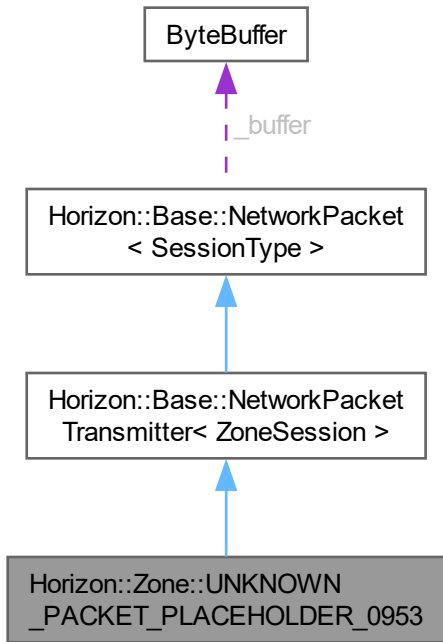 ByteBuffer
_buffer
Horizon::Base::NetworkPacket
< SessionType >
Horizon::Base::NetworkPacket
Transmitter< ZoneSession >
Horizon::Zone::UNKNOWN
_PACKET_PLACEHOLDER_0953